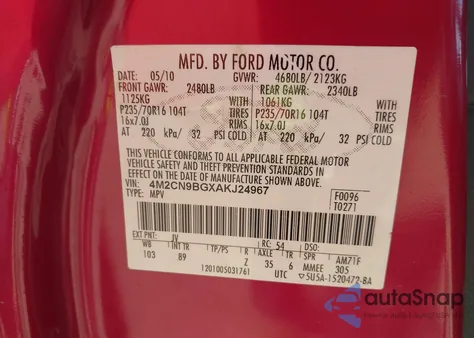 MFD. BY FORD MOTOR CO.
DATE: 05/10 GVWR: 4680LB/ 2123KG
FRONT GAWR: 2480LB REAR GAWR: 2340LB
1125KG WITH 1061KG WITH
P235/70R16 104T TIRES P235/70R16 104T TIRES
16x7.0J RIMS 16x7.0J RIMS
AT 220 kPa/ 32 PSI COLD AT 220 kPa/ 32 PSI COLD
THIS VEHICLE CONFORMS TO ALL APPLICABLE FEDERAL MOTOR
VEHICLE SAFETY AND THEFT PREVENTION STANDARDS IN
EFFECT ON THE DATE OF MANUFACTURE SHOWN ABOVE.
VIN: 4M2CN9BGXAKJ24967 F0096
TYPE: MPV T0271
EXT PNT: JV RC: 54 DSO:
WB INT TR TP/PS R AXLE TR SPR AM71F
103 89 Z 35 6 MMEE 305
1201005031761 UTC 5U5A-1520472-BA
autoSnap